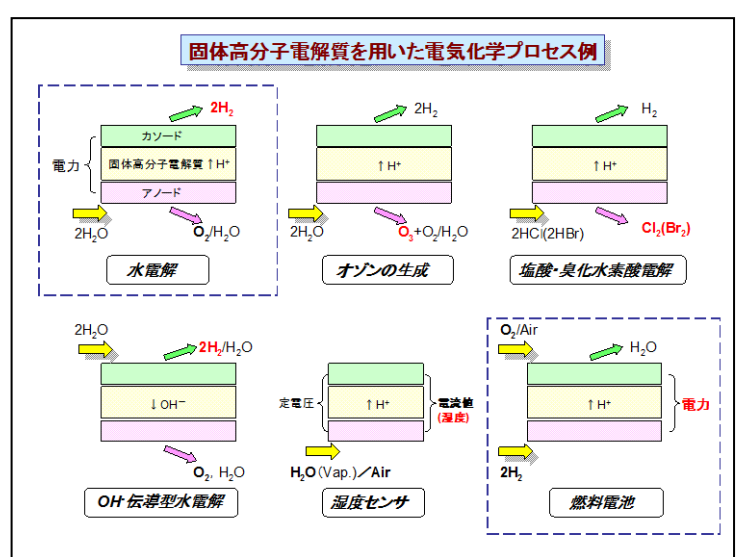 固体高分子電解質を用いた電気化学プロセス例
2H₂
カソード
電力
固体高分子電解質 ↑H⁺
アノード
2H₂O
O₂/H₂O
水電解
2H₂
↑H⁺
2H₂O
O₃+O₂/H₂O
オゾンの生成
H₂
↑H⁺
2HCl(2HBr)
Cl₂(Br₂)
塩酸・臭化水素酸電解
2H₂O
2H₂/H₂O
↓OH⁻
O₂, H₂O
OH⁻伝導型水電解
定電圧
↑H⁺
電流値
(湿度)
H₂O(Vap.)/Air
湿度センサ
O₂/Air
H₂O
↑H⁺
電力
2H₂
燃料電池